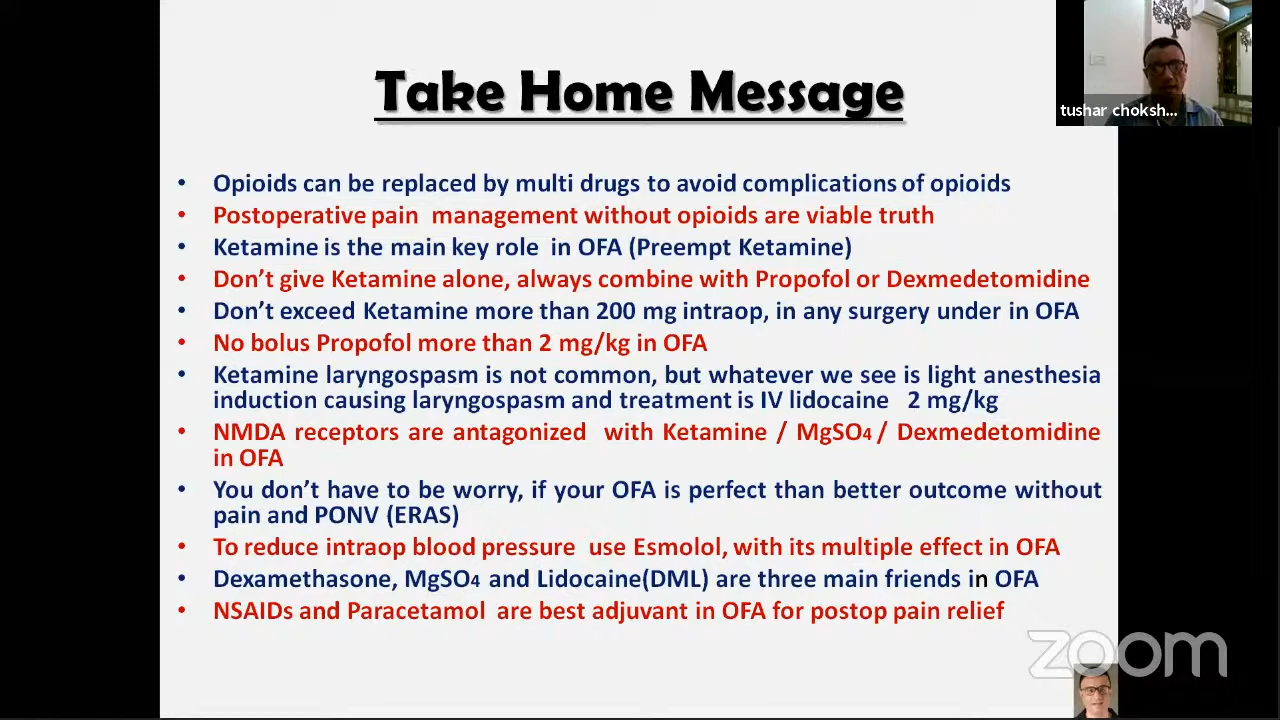 Take Home Message
tushar choksh...
• Opioids can be replaced by multi drugs to avoid complications of opioids
• Postoperative pain management without opioids are viable truth
• Ketamine is the main key role in OFA (Preempt Ketamine)
• Don't give Ketamine alone, always combine with Propofol or Dexmedetomidine
• Don't exceed Ketamine more than 200 mg intraop, in any surgery under in OFA
• No bolus Propofol more than 2 mg/kg in OFA
• Ketamine laryngospasm is not common, but whatever we see is light anesthesia
induction causing laryngospasm and treatment is IV lidocaine 2 mg/kg
• NMDA receptors are antagonized with Ketamine / MgSO4 / Dexmedetomidine
in OFA
• You don't have to be worry, if your OFA is perfect than better outcome without
pain and PONV (ERAS)
• To reduce intraop blood pressure use Esmolol, with its multiple effect in OFA
• Dexamethasone, MgSO4 and Lidocaine(DML) are three main friends in OFA
• NSAIDs and Paracetamol are best adjuvant in OFA for postop pain relief
zoom